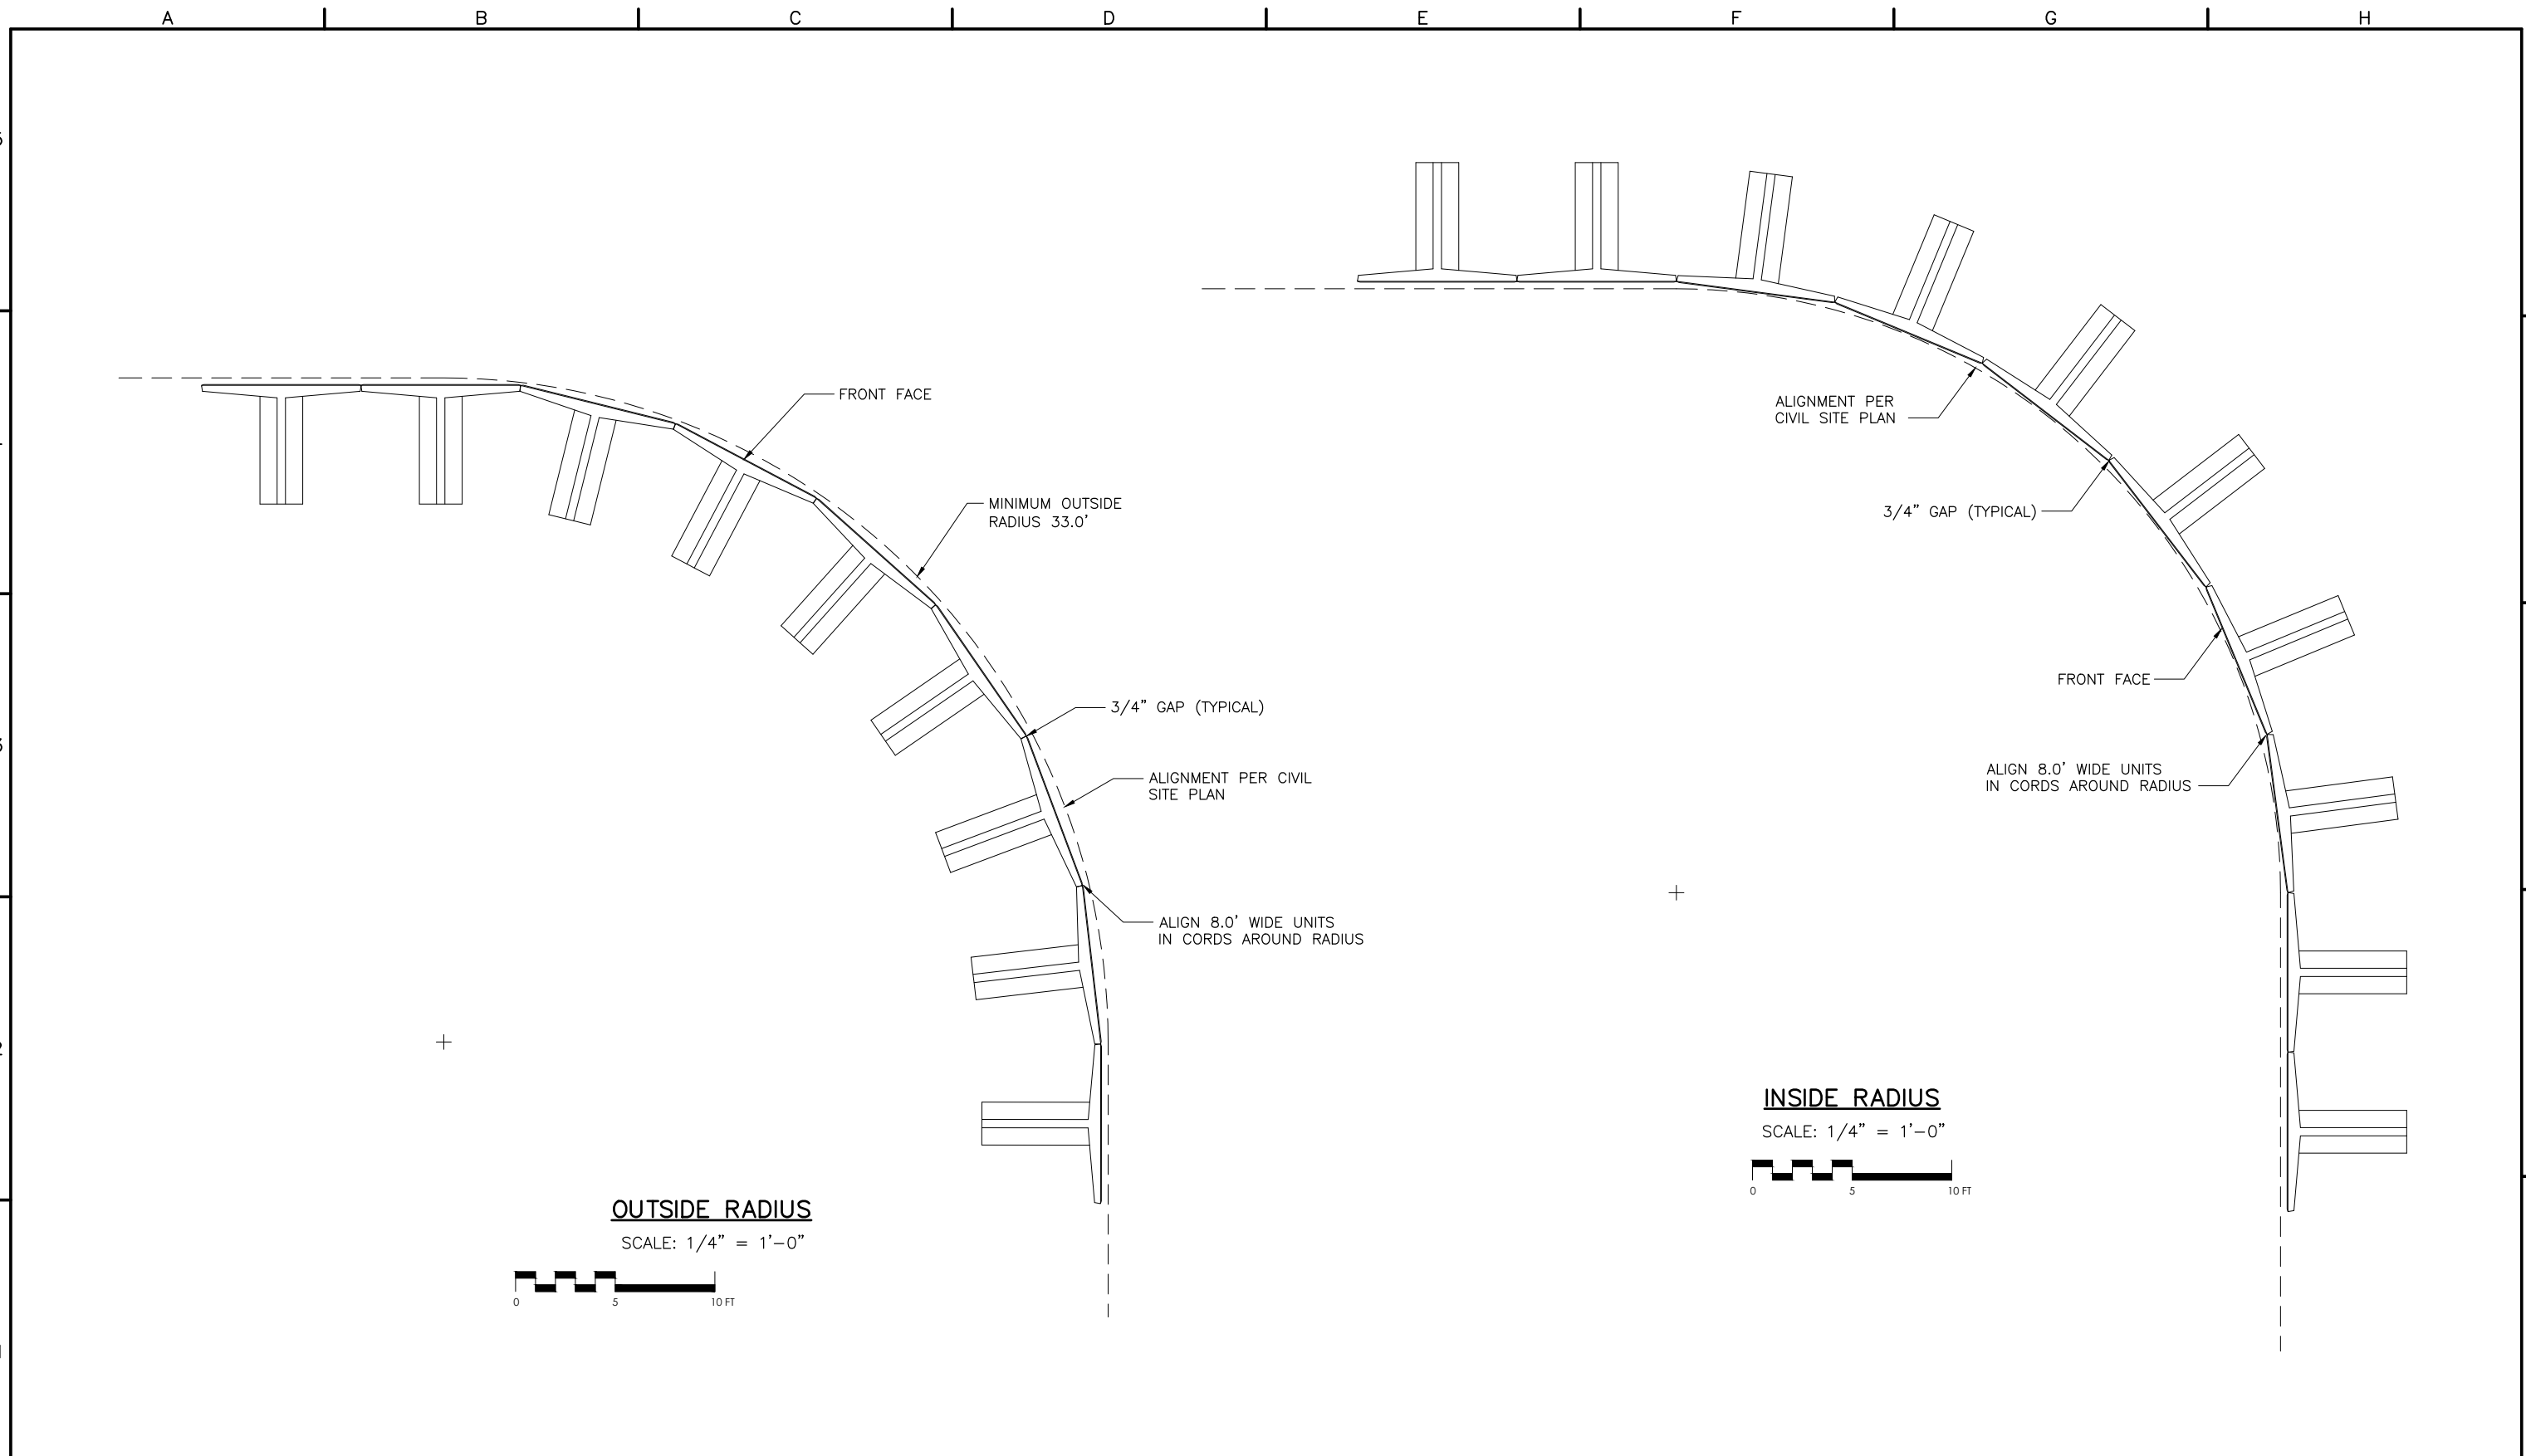 A B C D E F G H
FRONT FACE
MINIMUM OUTSIDE
RADIUS 33.0’
3/4” GAP (TYPICAL)
ALIGNMENT PER CIVIL
SITE PLAN
ALIGN 8.0’ WIDE UNITS
IN CORDS AROUND RADIUS
OUTSIDE RADIUS
SCALE: 1/4” = 1’–0”
0 5 10 FT
ALIGNMENT PER
CIVIL SITE PLAN
3/4” GAP (TYPICAL)
FRONT FACE
ALIGN 8.0’ WIDE UNITS
IN CORDS AROUND RADIUS
INSIDE RADIUS
SCALE: 1/4” = 1’–0”
0 5 10 FT